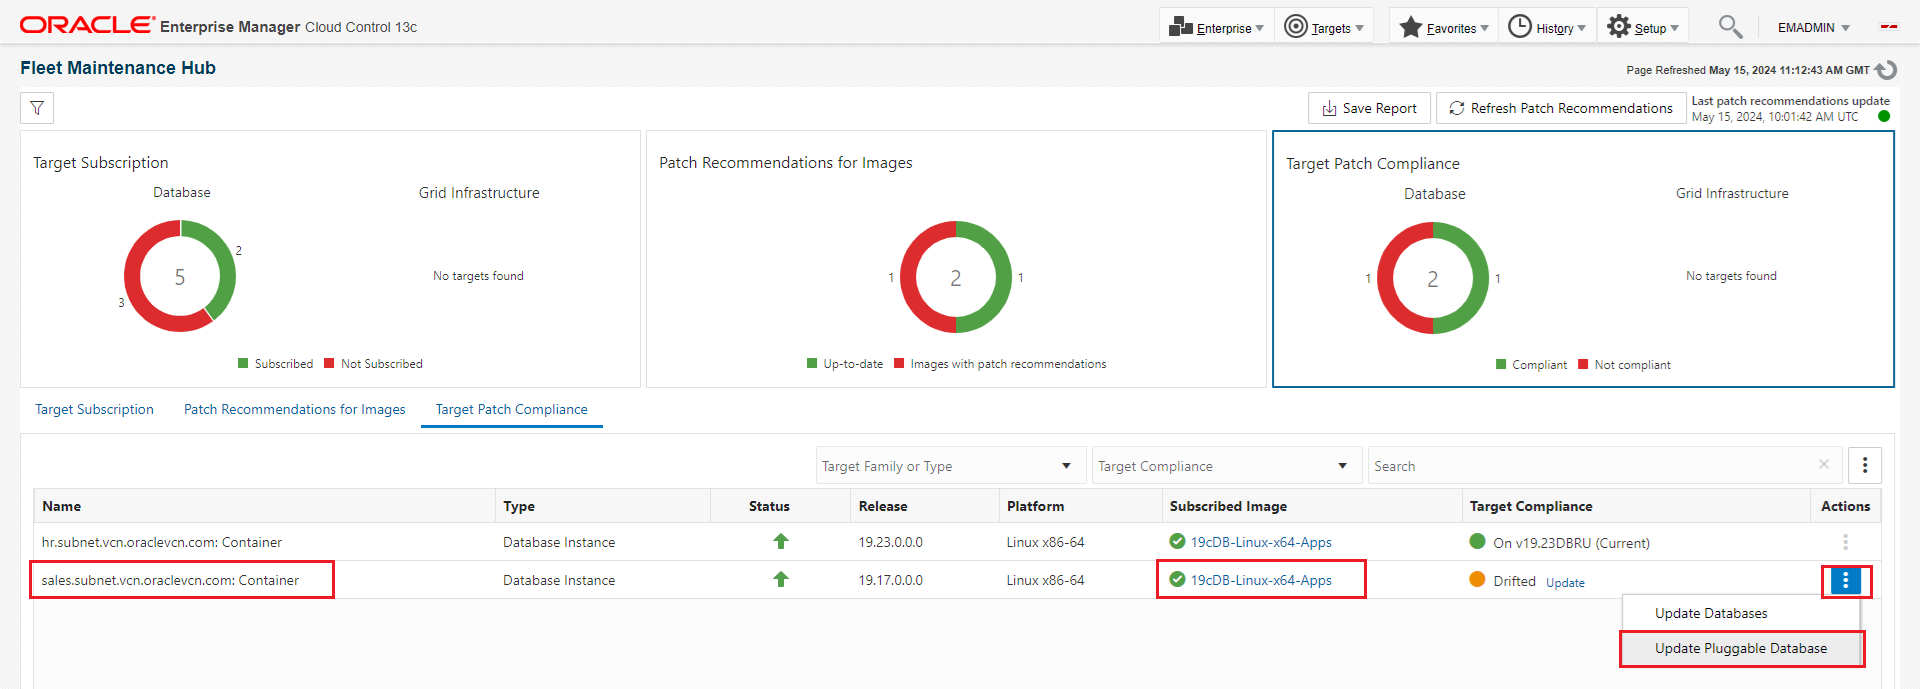 ORACLE Enterprise Manager Cloud Control 13c
Enterprise Targets Favorites History Setup EMADMIN
Fleet Maintenance Hub
Page Refreshed May 15, 2024 11:12:43 AM GMT
Save Report Refresh Patch Recommendations
Last patch recommendations update
May 15, 2024, 10:01:42 AM UTC
Target Subscription
Database Grid Infrastructure
2
5
3
No targets found
Subscribed Not Subscribed
Patch Recommendations for Images
1 2 1
Up-to-date Images with patch recommendations
Target Patch Compliance
Database Grid Infrastructure
1 2 1
No targets found
Compliant Not compliant
Target Subscription Patch Recommendations for Images Target Patch Compliance
Target Family or Type Target Compliance Search
Name Type Status Release Platform Subscribed Image Target Compliance Actions
hr.subnet.vcn.oraclevcn.com: Container Database Instance 19.23.0.0.0 Linux x86-64 19cDB-Linux-x64-Apps On v19.23DBRU (Current)
sales.subnet.vcn.oraclevcn.com: Container Database Instance 19.17.0.0.0 Linux x86-64 19cDB-Linux-x64-Apps Drifted Update
Update Databases
Update Pluggable Database